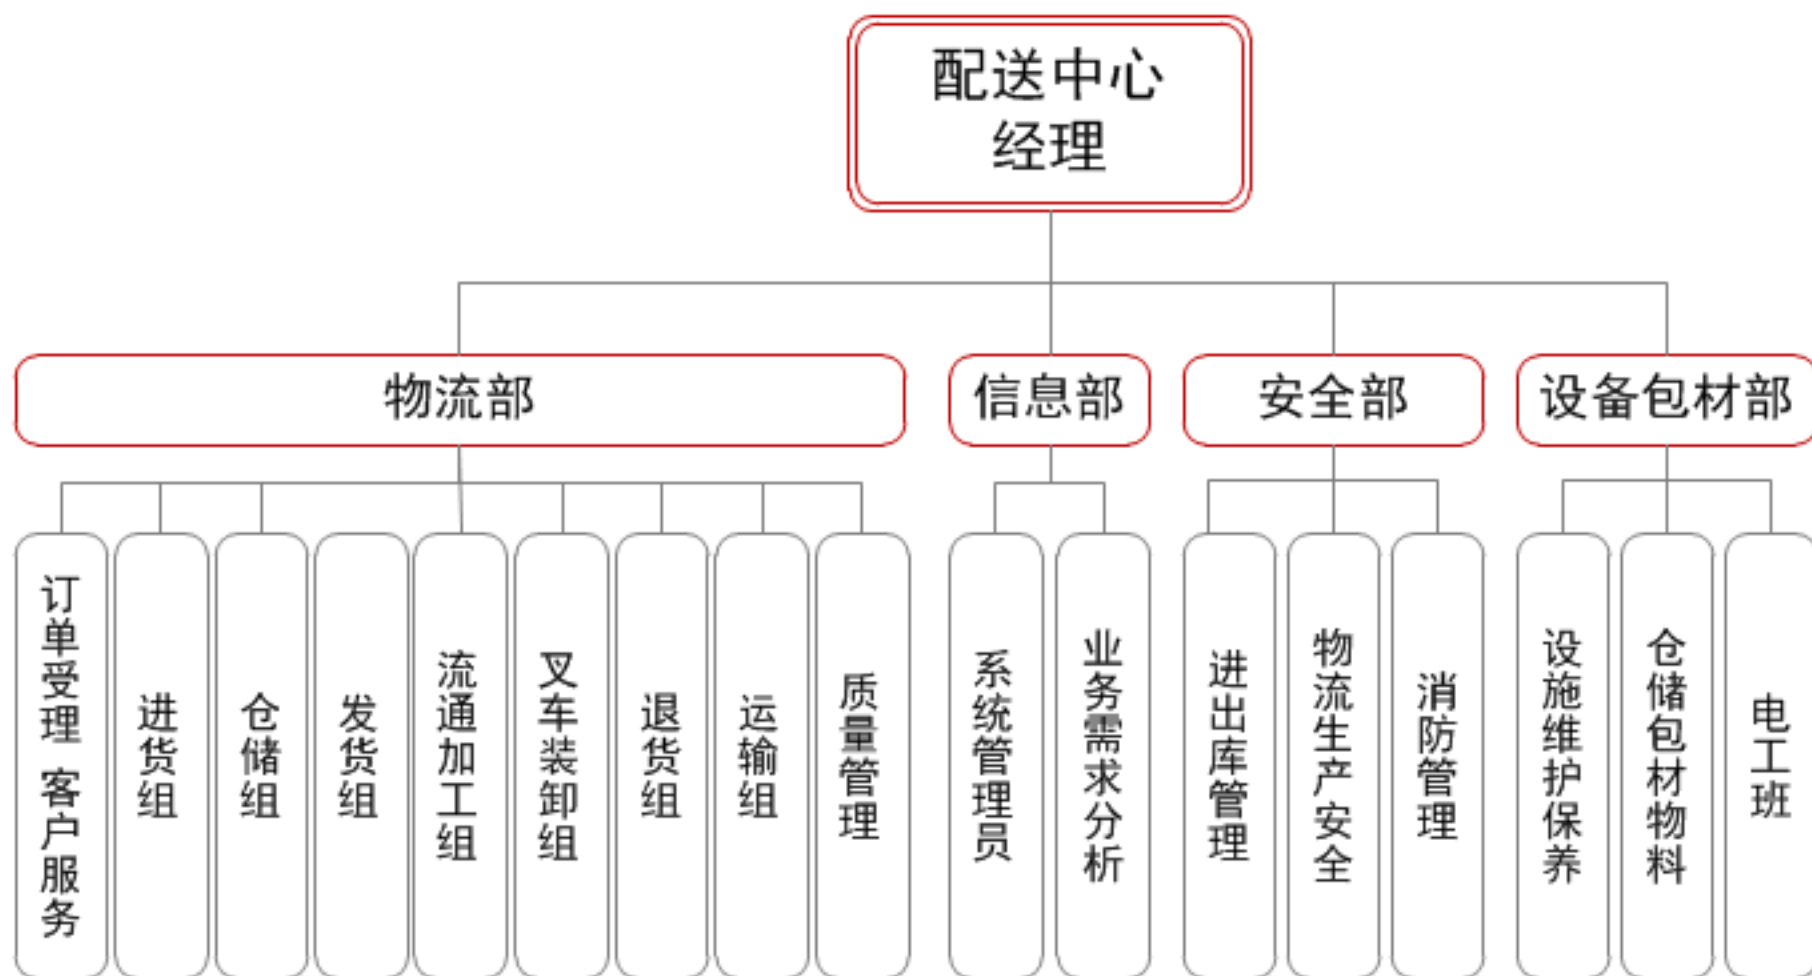 配送中心
经理
物流部
信息部
安全部
设备包材部
订单受理 客户服务
进货组
仓储组
发货组
流通加工组
叉车装卸组
退货组
运输组
质量管理
系统管理员
业务需求分析
进出库管理
物流生产安全
消防管理
设施维护保养
仓储包材物料
电工班